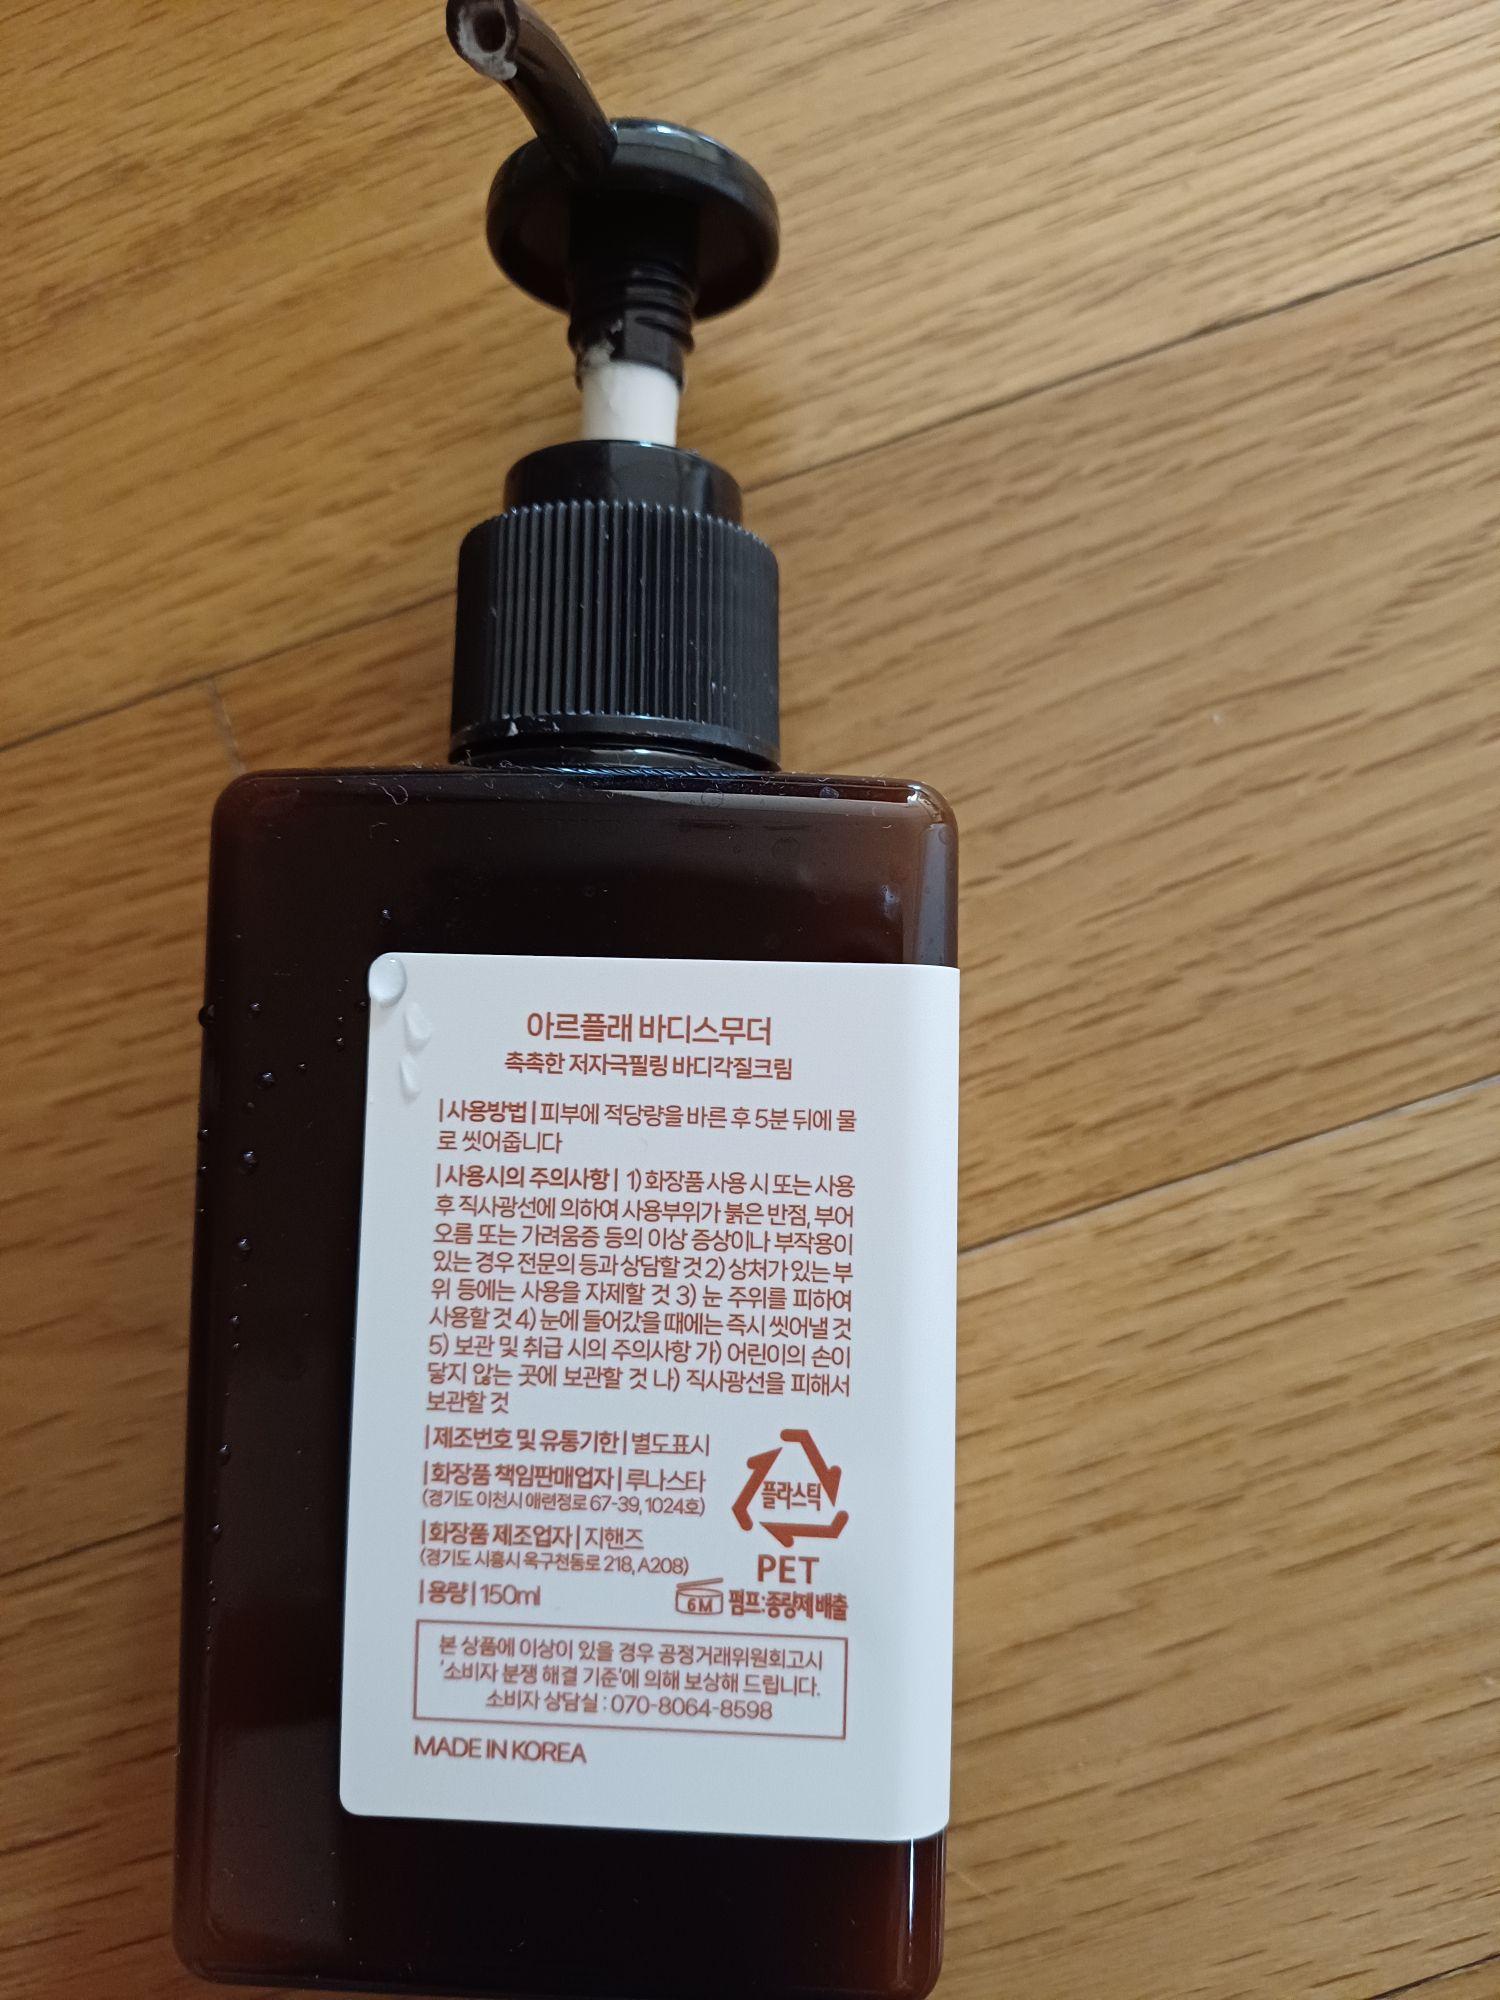 아르플래 바디스무더
촉촉한 저자극필링 바디각질크림
|사용방법| 피부에 적당량을 바른 후 5분 뒤에 물
로 씻어줍니다
|사용시의 주의사항| 1) 화장품 사용 시 또는 사용
후 직사광선에 의하여 사용부위가 붉은 반점, 부어
오름 또는 가려움증 등의 이상 증상이나 부작용이
있는 경우 전문의 등과 상담할 것 2) 상처가 있는 부
위 등에는 사용을 자제할 것 3) 눈 주위를 피하여
사용할 것 4) 눈에 들어갔을 때에는 즉시 씻어낼 것
5) 보관 및 취급 시의 주의사항 가) 어린이의 손이
닿지 않는 곳에 보관할 것 나) 직사광선을 피해서
보관할 것
|제조번호 및 유통기한| 별도표시
|화장품 책임판매업자| 루나스타
(경기도 이천시 애련정로 67-39, 1024호)
|화장품 제조업자| 지핸즈
(경기도 시흥시 옥구천동로 218, A208)
|용량| 150ml
플라스틱
PET
6M
펌프:종량제배출
본 상품에 이상이 있을 경우 공정거래위원회고시
'소비자 분쟁 해결 기준'에 의해 보상해 드립니다.
소비자 상담실 : 070-8064-8598
MADE IN KOREA